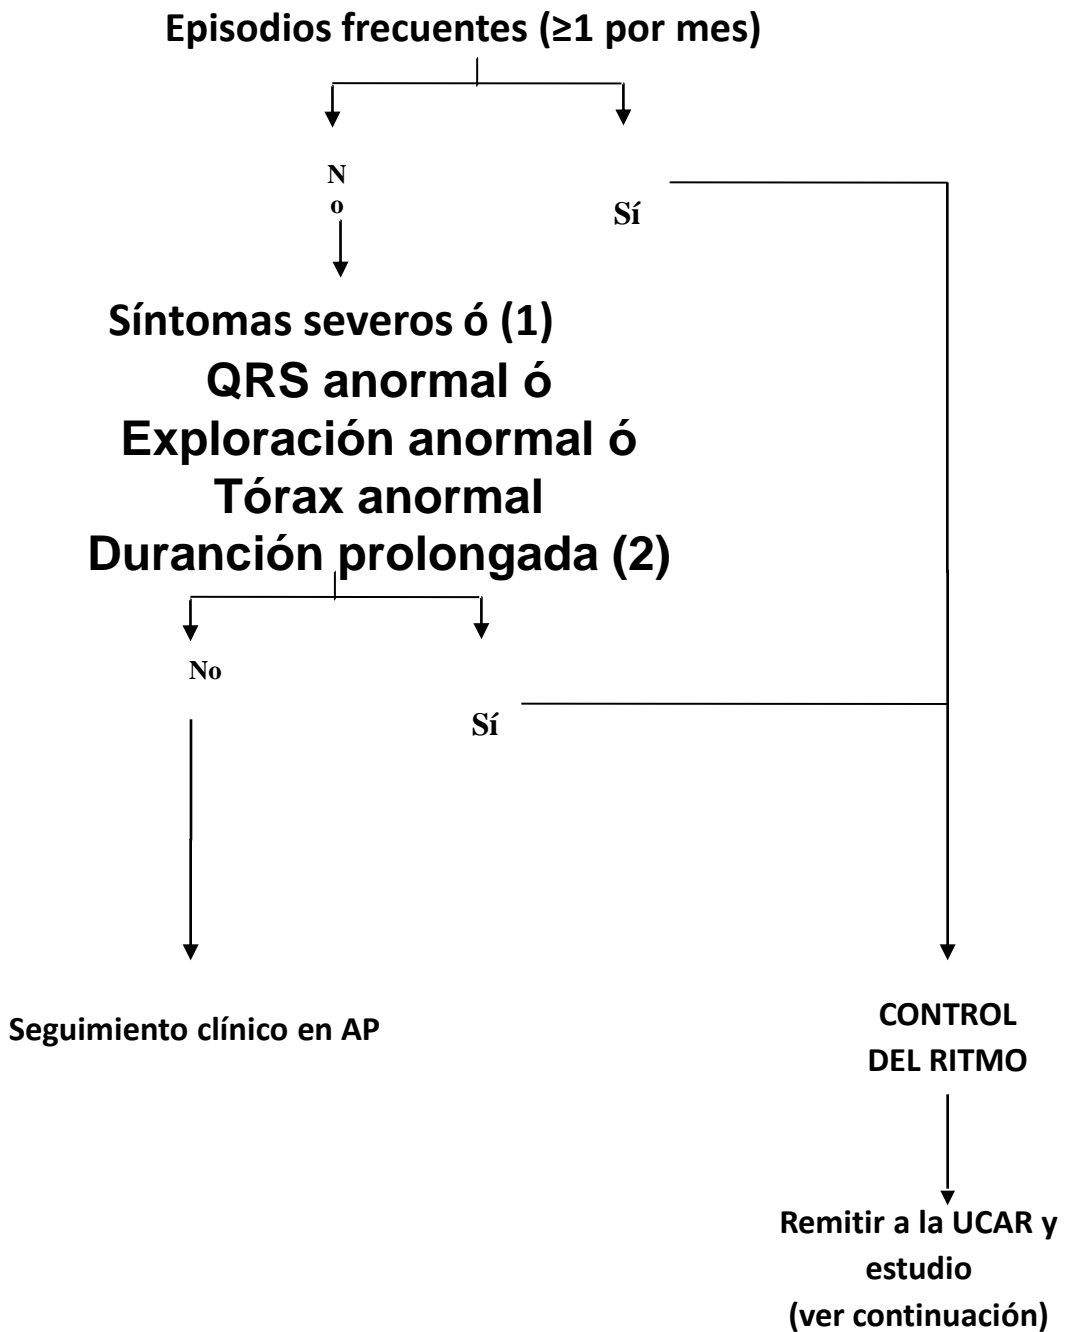 Episodios frecuentes (≥1 por mes)
N
o
Sí
Síntomas severos ó (1)
QRS anormal ó
Exploración anormal ó
Tórax anormal
Duranción prolongada (2)
No
Sí
Seguimiento clínico en AP
CONTROL
DEL RITMO
Remitir a la UCAR y
estudio
(ver continuación)